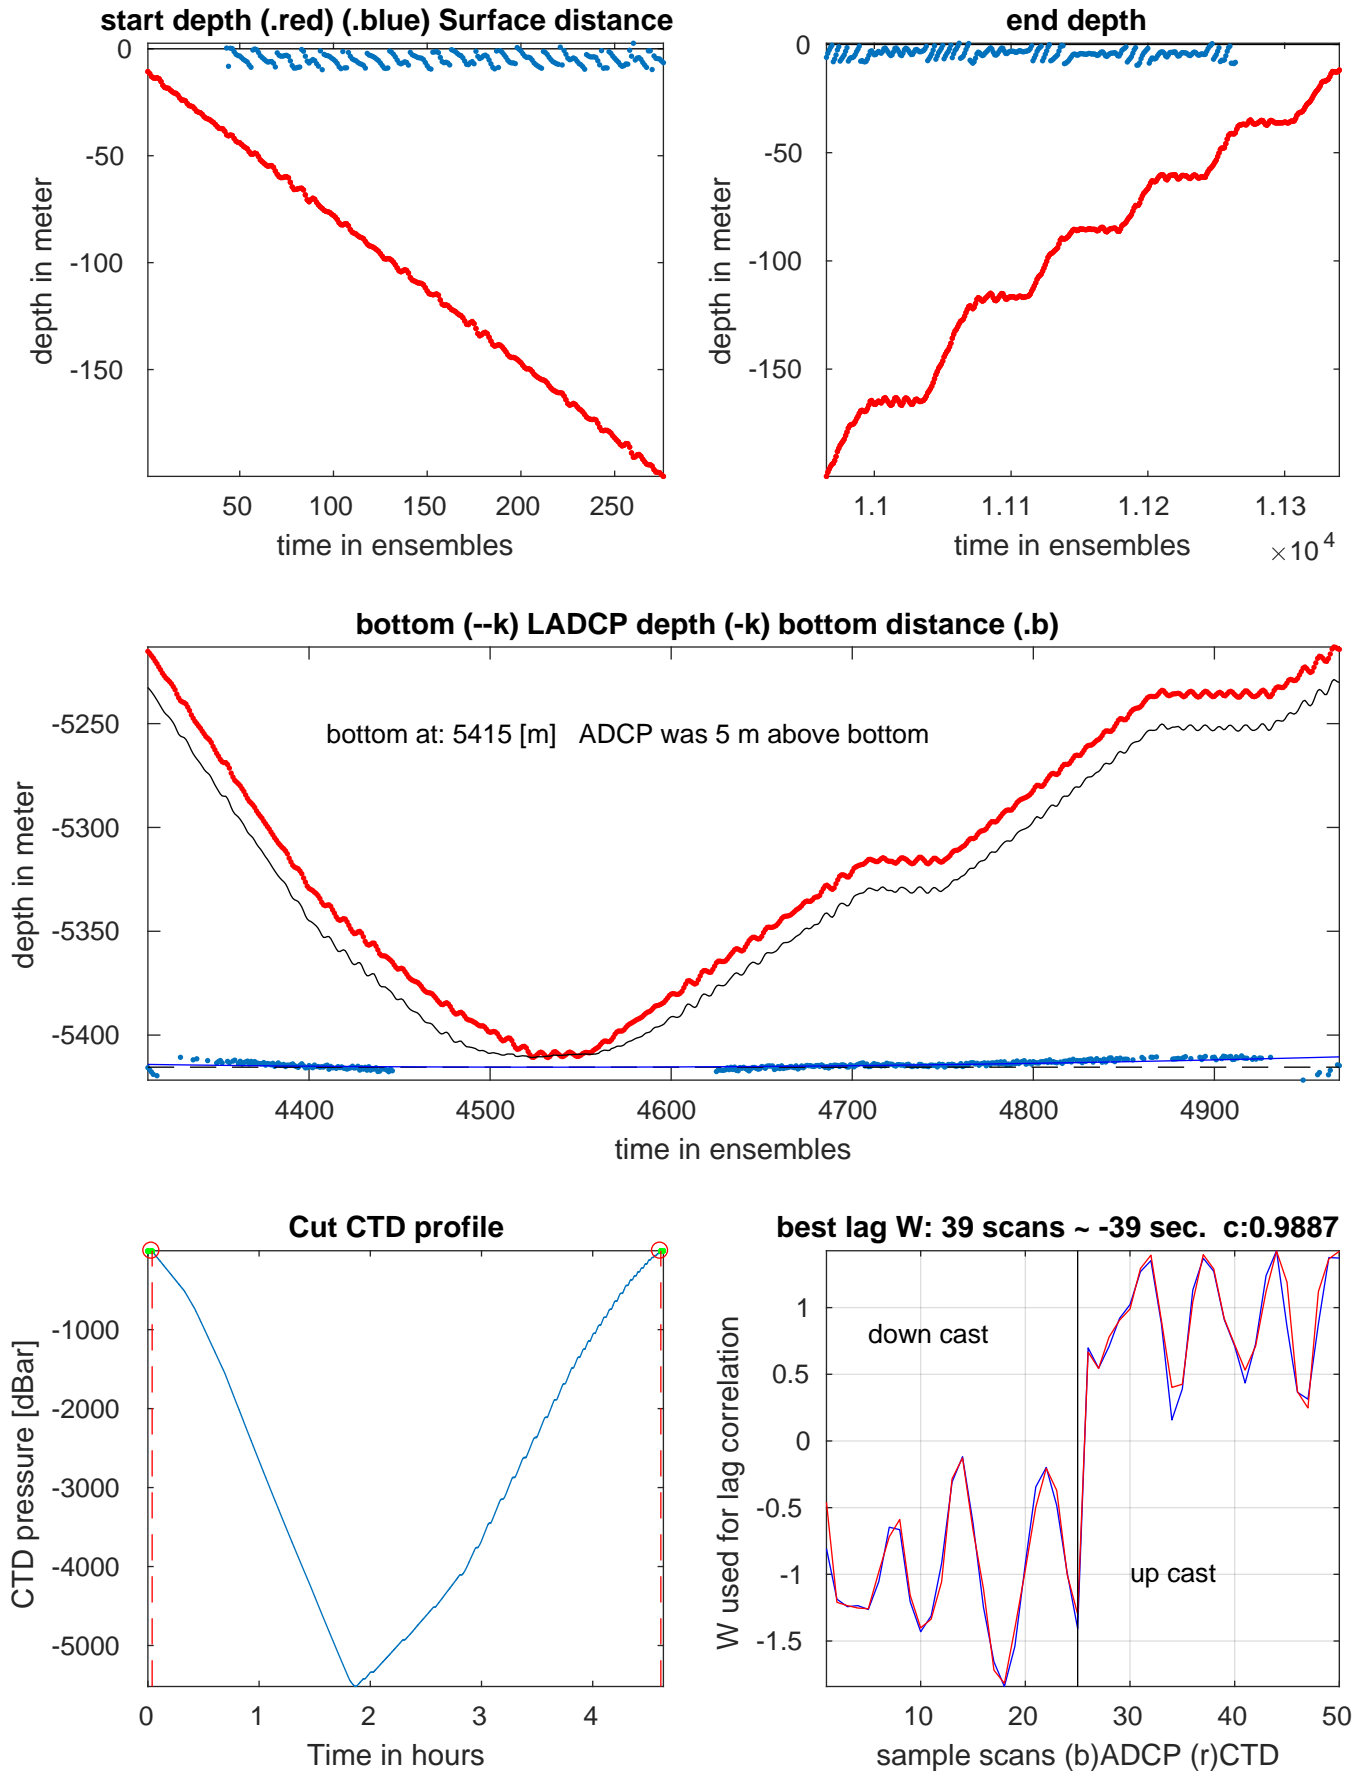 start depth (.red) (.blue) Surface distance
0
-50
-100
-150
depth in meter
50 100 150 200 250
time in ensembles
end depth
0
-50
-100
-150
depth in meter
1.1 1.11 1.12 1.13
×10^4
time in ensembles
bottom (--k) LADCP depth (-k) bottom distance (.b)
bottom at: 5415 [m] ADCP was 5 m above bottom
-5250
-5300
-5350
-5400
depth in meter
4400 4500 4600 4700 4800 4900
time in ensembles
Cut CTD profile
-1000
-2000
-3000
-4000
-5000
CTD pressure [dBar]
0 1 2 3 4
Time in hours
best lag W: 39 scans ~ -39 sec. c:0.9887
down cast
up cast
1
0.5
0
-0.5
-1
-1.5
W used for lag correlation
10 20 30 40 50
sample scans (b)ADCP (r)CTD